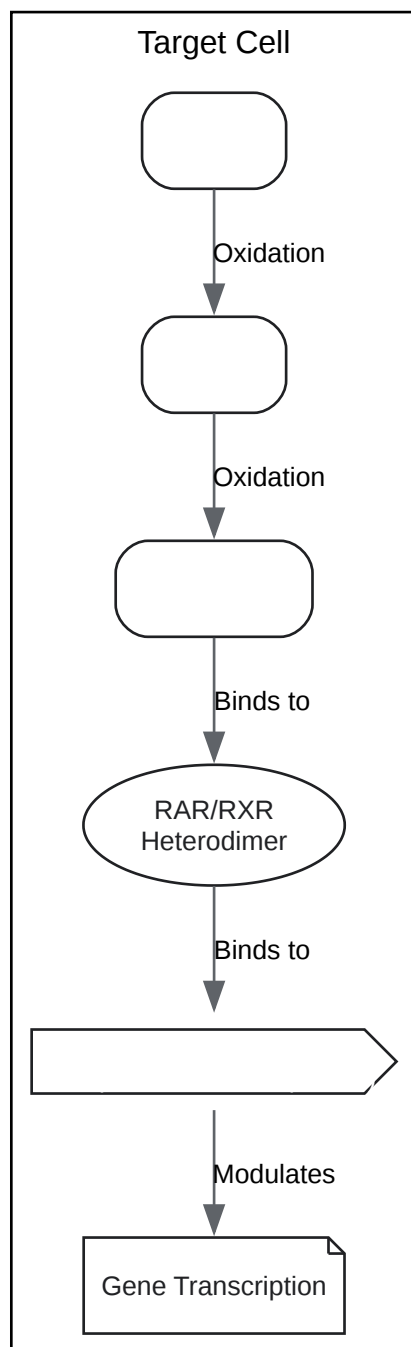 Target Cell
Oxidation
Oxidation
Binds to
RAR/RXR
Heterodimer
Binds to
Modulates
Gene Transcription